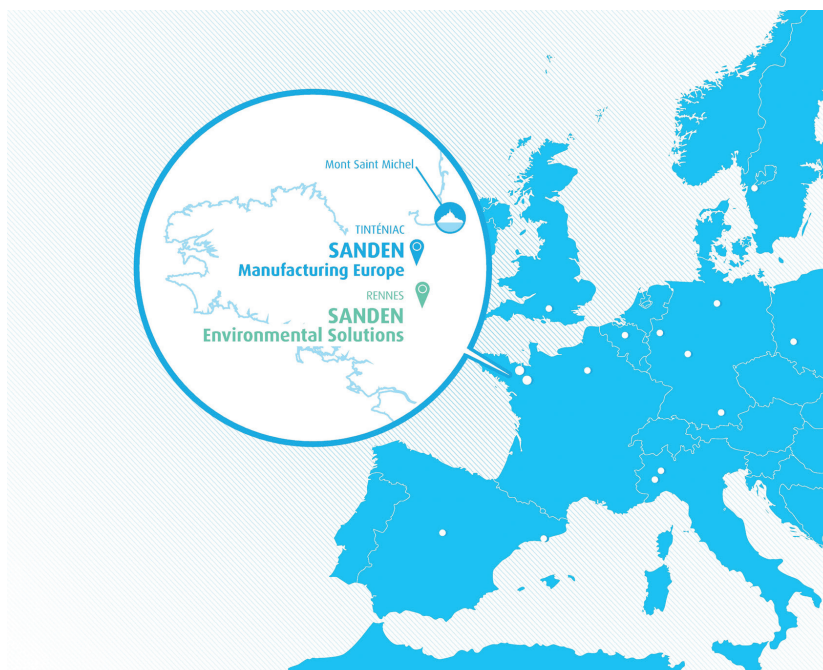 Mont Saint Michel
TINTÉNIAC
SANDEN
Manufacturing Europe
RENNES
SANDEN
Environmental Solutions